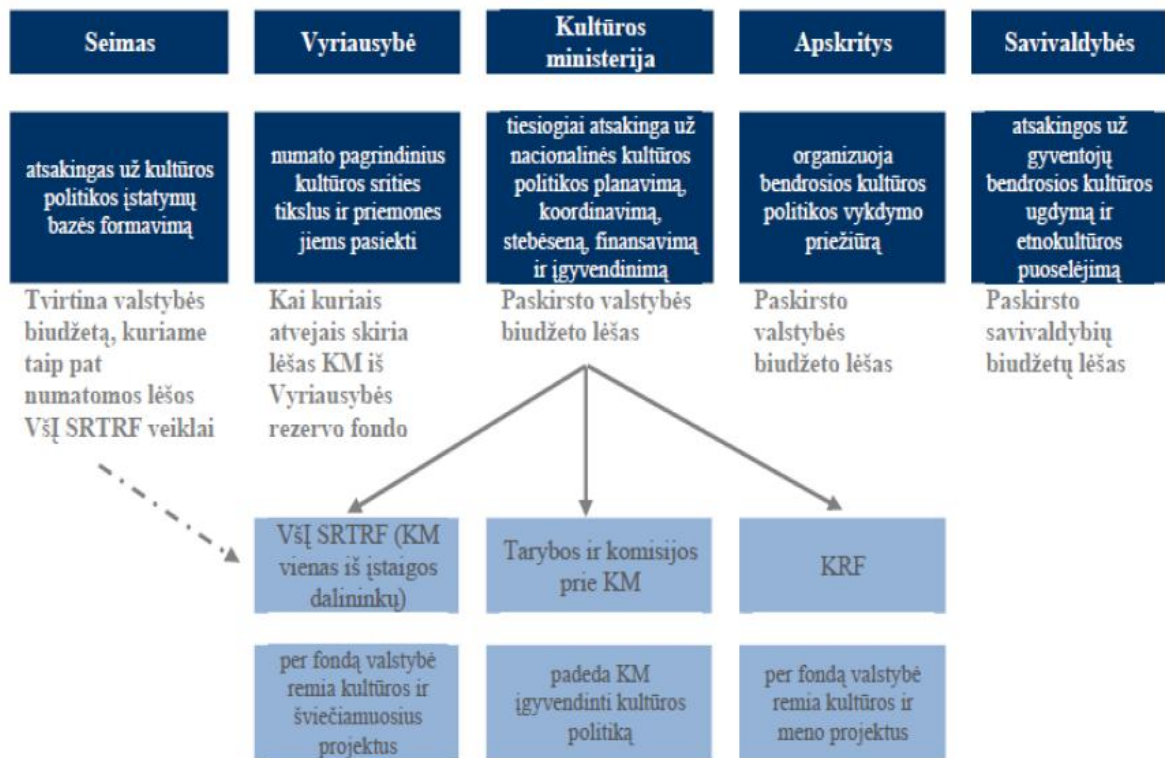 Seimas
Vyriausybė
Kultūros
ministerija
Apskritys
Savivaldybės
atsakingas už kultūros
politikos įstatymų
bazės formavimą
numato pagrindinius
kultūros srities
tikslus ir priemones
jiems pasiekti
tiesiogiai atsakinga už
nacionalinės kultūros
politikos planavimą,
koordinavimą,
stebėseną, finansavimą
ir įgyvendinimą
organizuoja
bendrosios kultūros
politikos vykdymo
priežiūrą
atsakingos už
gyventojų
bendrosios kultūros
ugdymą ir
etnokultūros
puoselėjimą
Tvirtina valstybės
biudžetą, kuriame
taip pat
numatomos lėšos
VšĮ SRTRF veiklai
Kai kuriais
atvejais skiria
lėšas KM iš
Vyriausybės
rezervo fondo
Paskirsto valstybės
biudžeto lėšas
Paskirsto
valstybės
biudžeto lėšas
Paskirsto
savivaldybių
biudžetų lėšas
VšĮ SRTRF (KM
vienas iš įstaigos
dalininkų)
Tarybos ir komisijos
prie KM
KRF
per fondą valstybė
remia kultūros ir
šviečiamuosius
projektus
padeda KM
įgyvendinti kultūros
politiką
per fondą valstybė
remia kultūros ir
meno projektus